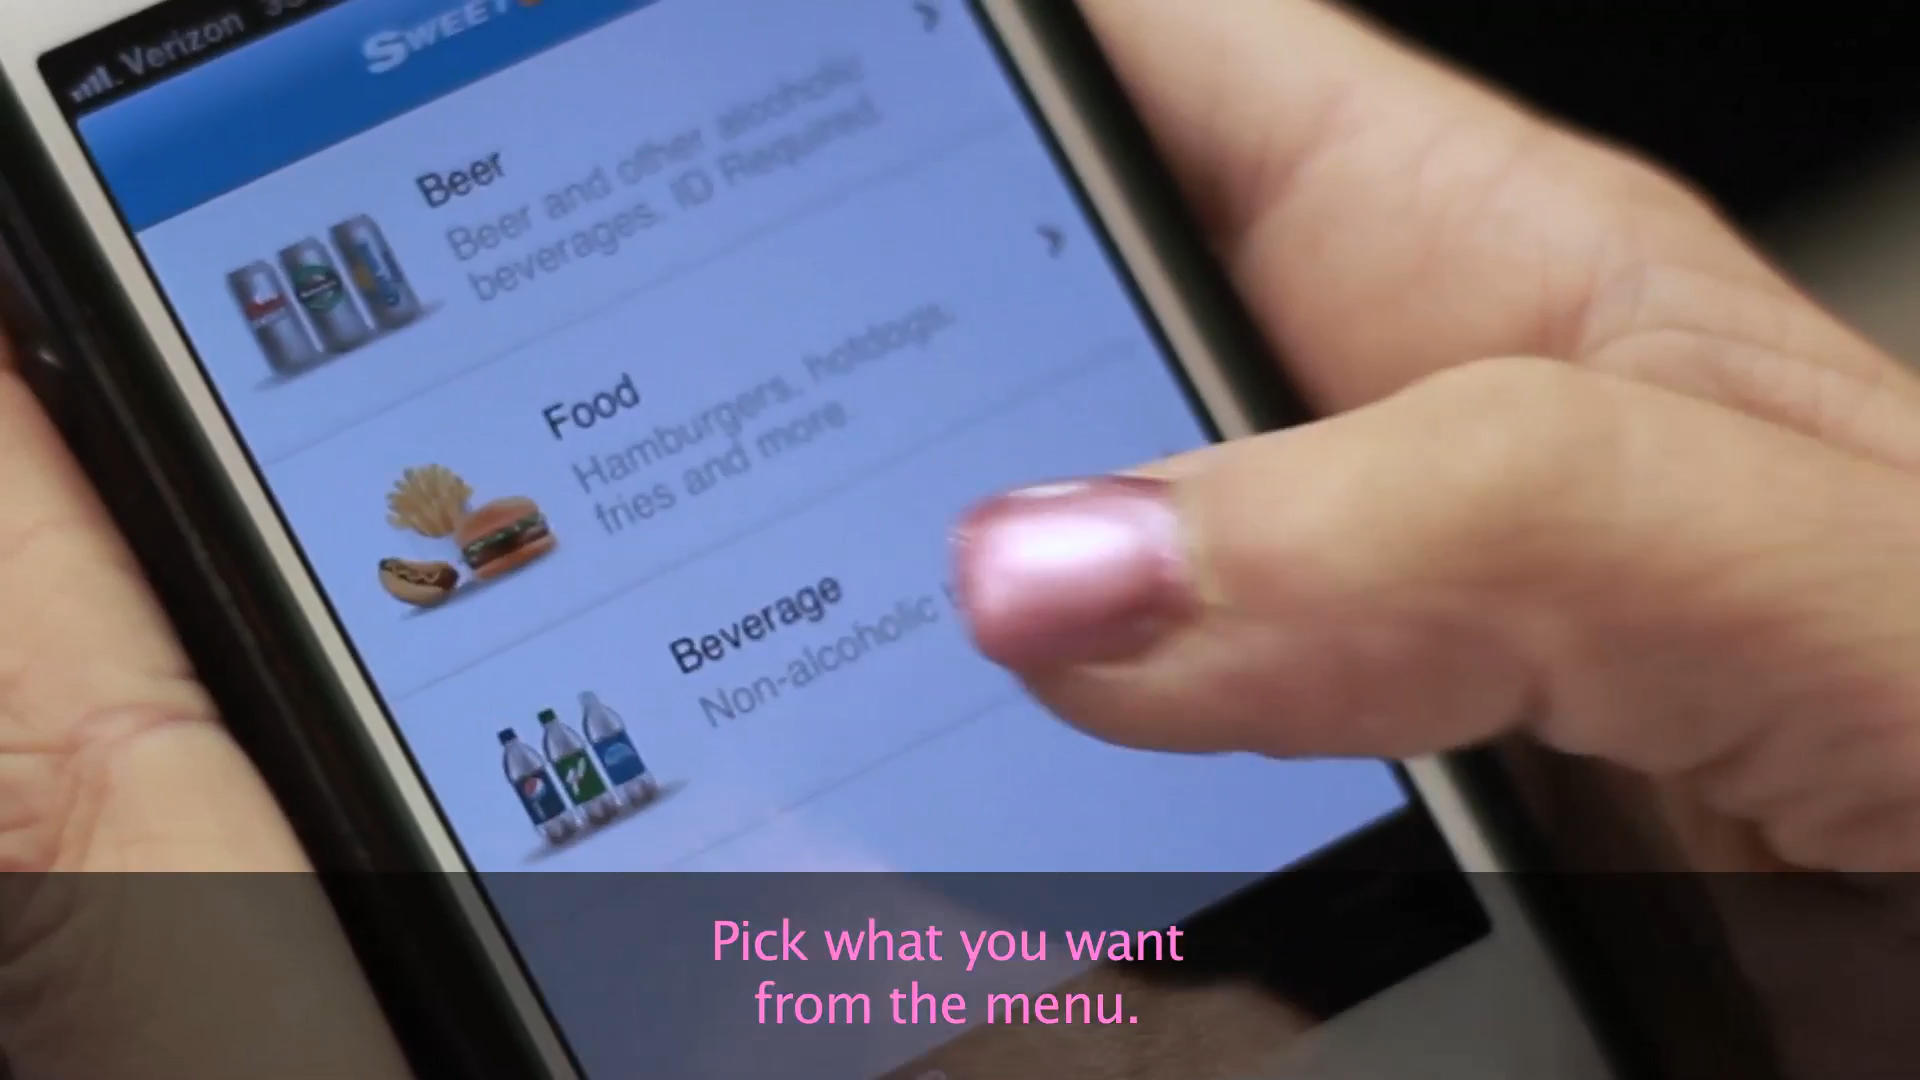 Verizon
Beer
Beer and other alcoholic
beverages. ID Required.
Food
Hamburgers, hotdogs,
fries and more.
Beverage
Non-alcoholic
Pick what you want
from the menu.